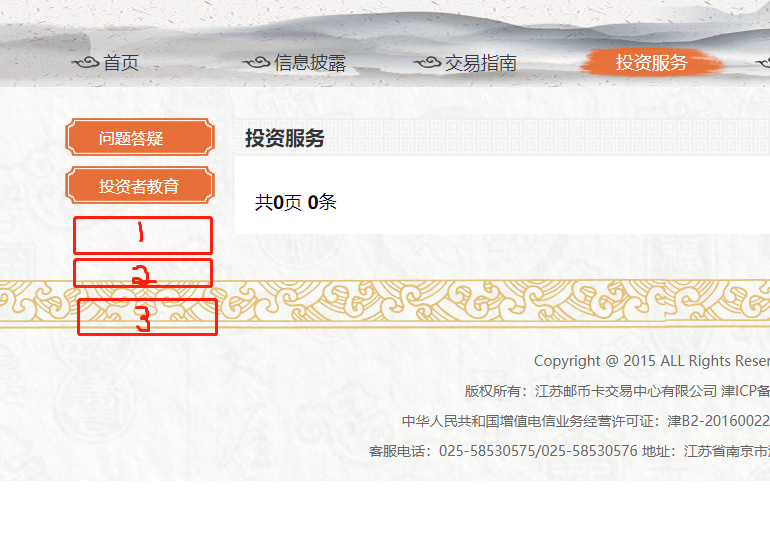 首页 信息披露 交易指南 投资服务
问题答疑
投资服务
投资者教育
共0页 0条
1
2
3
Copyright @ 2015 ALL Rights Reser
版权所有：江苏邮币卡交易中心有限公司 津ICP备
中华人民共和国增值电信业务经营许可证：津B2-20160022
客服电话：025-58530575/025-58530576 地址：江苏省南京市